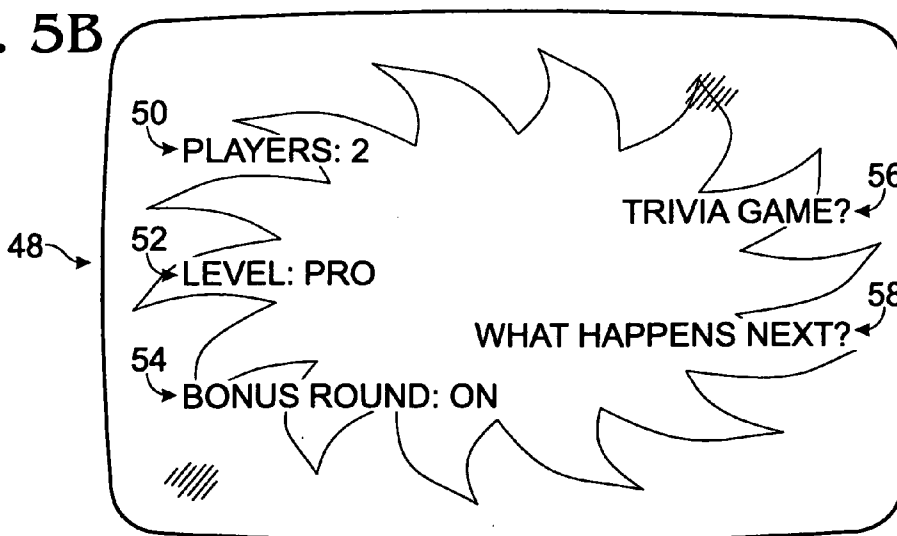 . 5B
50
PLAYERS: 2
56
TRIVIA GAME?
52
48
LEVEL: PRO
58
WHAT HAPPENS NEXT?
54
BONUS ROUND: ON